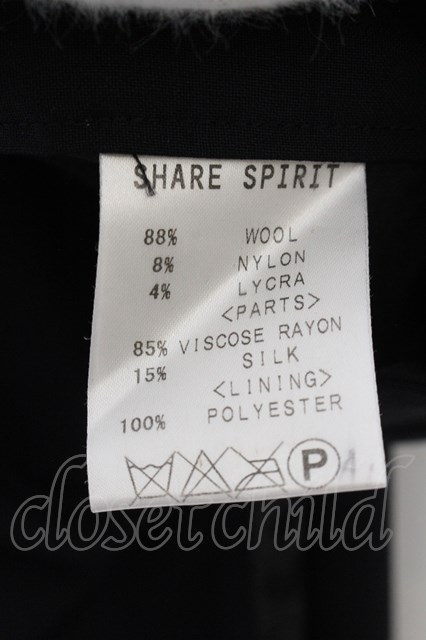 SHARE SPIRIT
88% WOOL
8% NYLON
4% LYCRA
<PARTS>
85% VISCOSE RAYON
15% SILK
<LINING>
100% POLYESTER
P
closet child